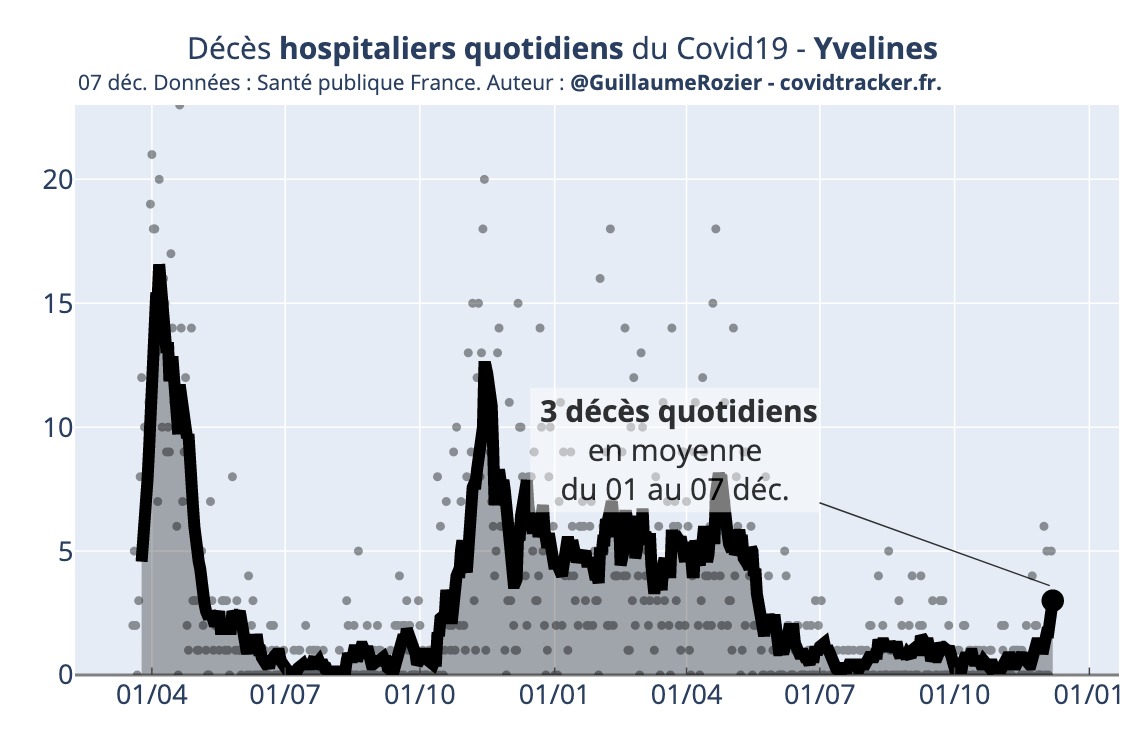 Décès hospitaliers quotidiens du Covid19 - Yvelines
07 déc. Données : Santé publique France. Auteur : @GuillaumeRozier - covidtracker.fr.
20
15
10
5
0
3 décès quotidiens
en moyenne
du 01 au 07 déc.
01/04 01/07 01/10 01/01 01/04 01/07 01/10 01/01